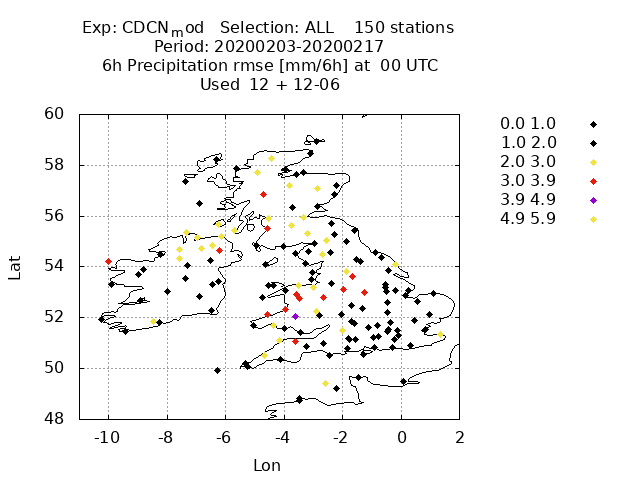 Exp: CDCNmod Selection: ALL 150 stations
Period: 20200203-20200217
6h Precipitation rmse [mm/6h] at 00 UTC
Used 12 + 12-06
0.0 1.0
1.0 2.0
2.0 3.0
3.0 3.9
3.9 4.9
4.9 5.9
60
58
56
54
52
50
48
Lat
-10 -8 -6 -4 -2 0 2
Lon